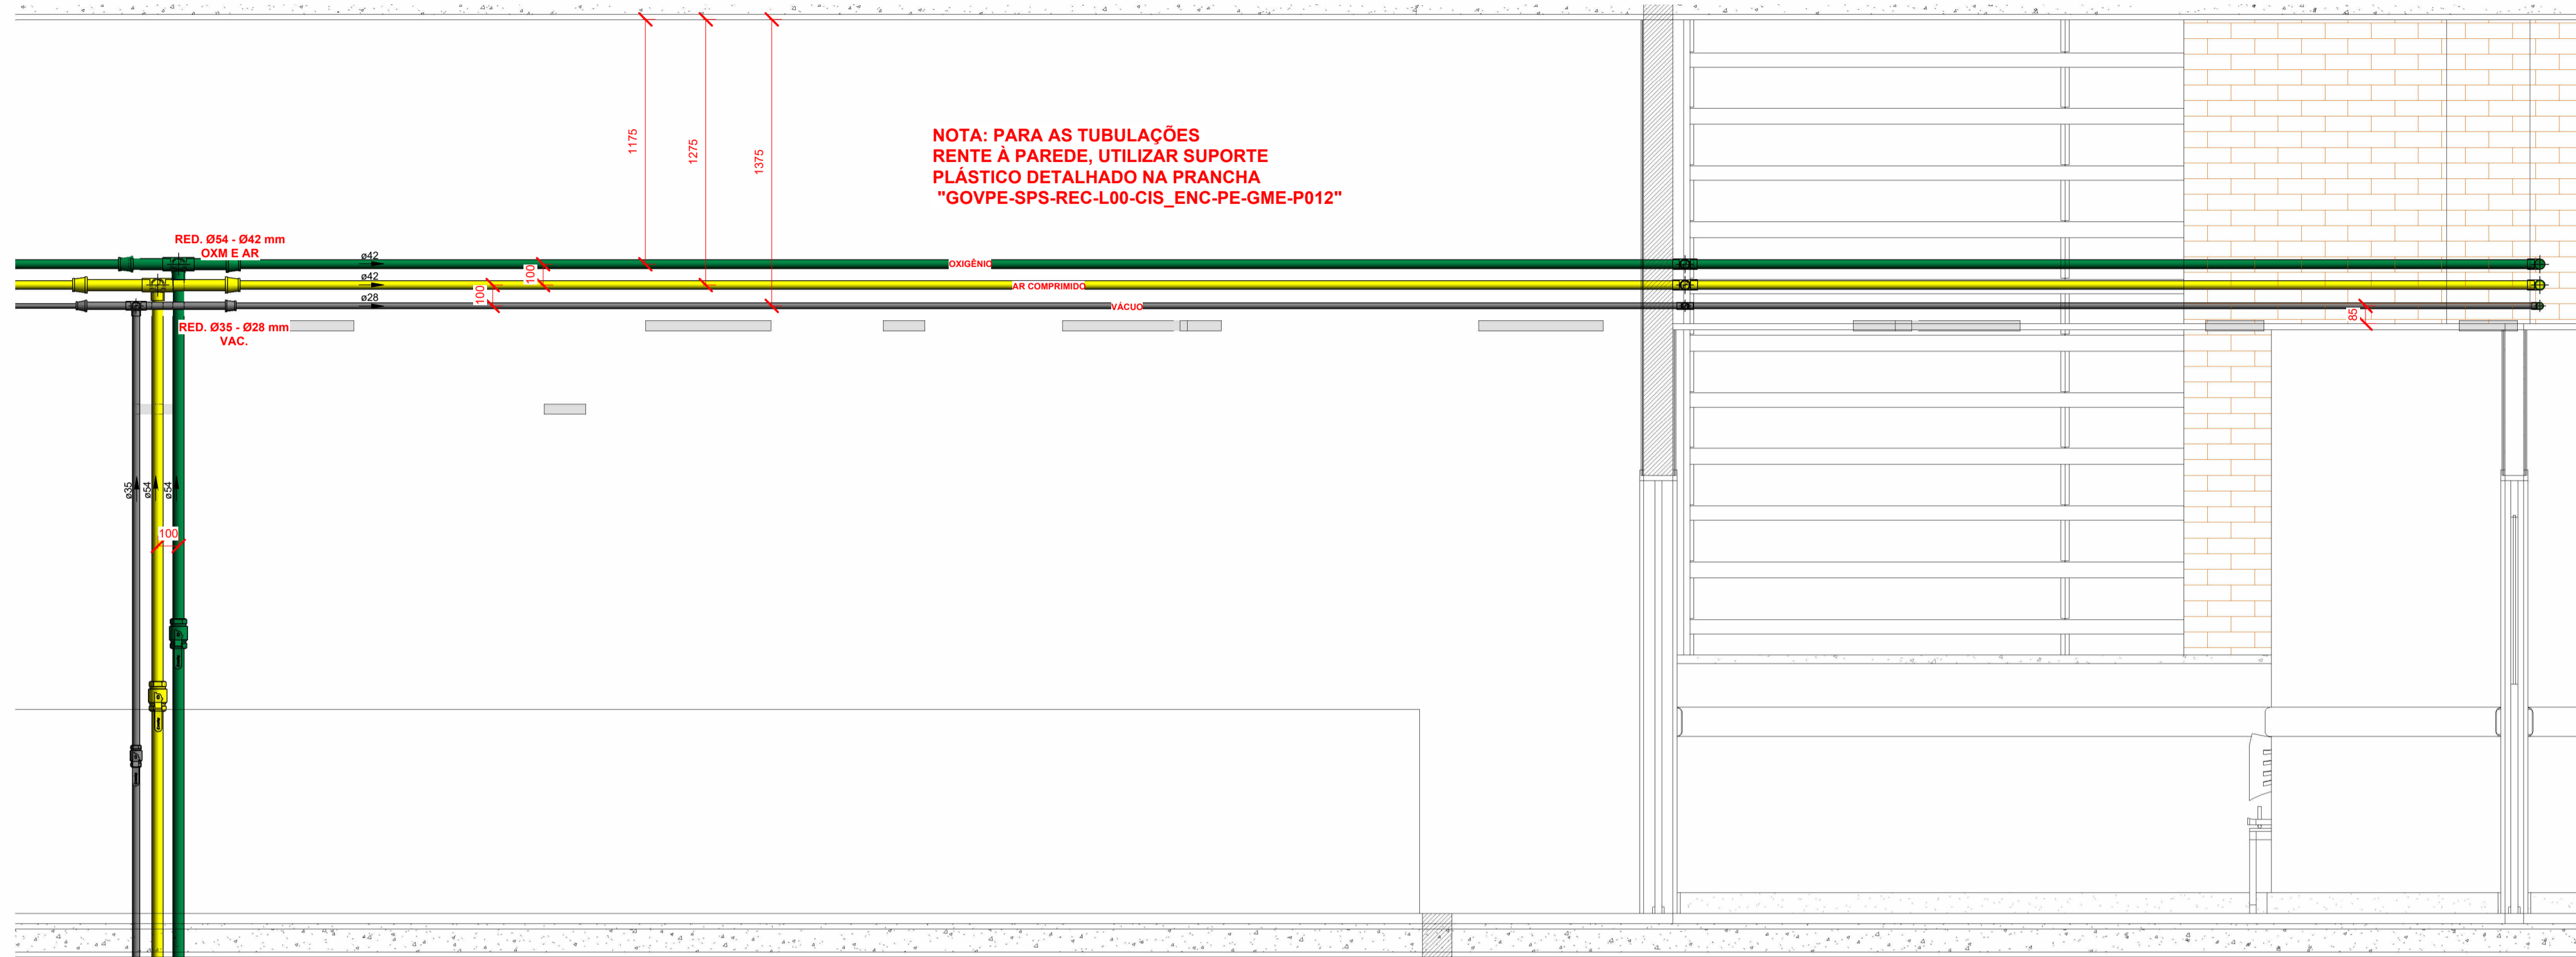 1175
1275
1375
NOTA: PARA AS TUBULAÇÕES
RENTE À PAREDE, UTILIZAR SUPORTE
PLÁSTICO DETALHADO NA PRANCHA
"GOVPE-SPS-REC-L00-CIS_ENC-PE-GME-P012"
RED. Ø54 - Ø42 mm
OXM E AR
ø42
OXIGÊNIO
100
ø42
AR COMPRIMIDO
100
ø28
VÁCUO
85
RED. Ø35 - Ø28 mm
VAC.
ø35
ø54
ø54
100